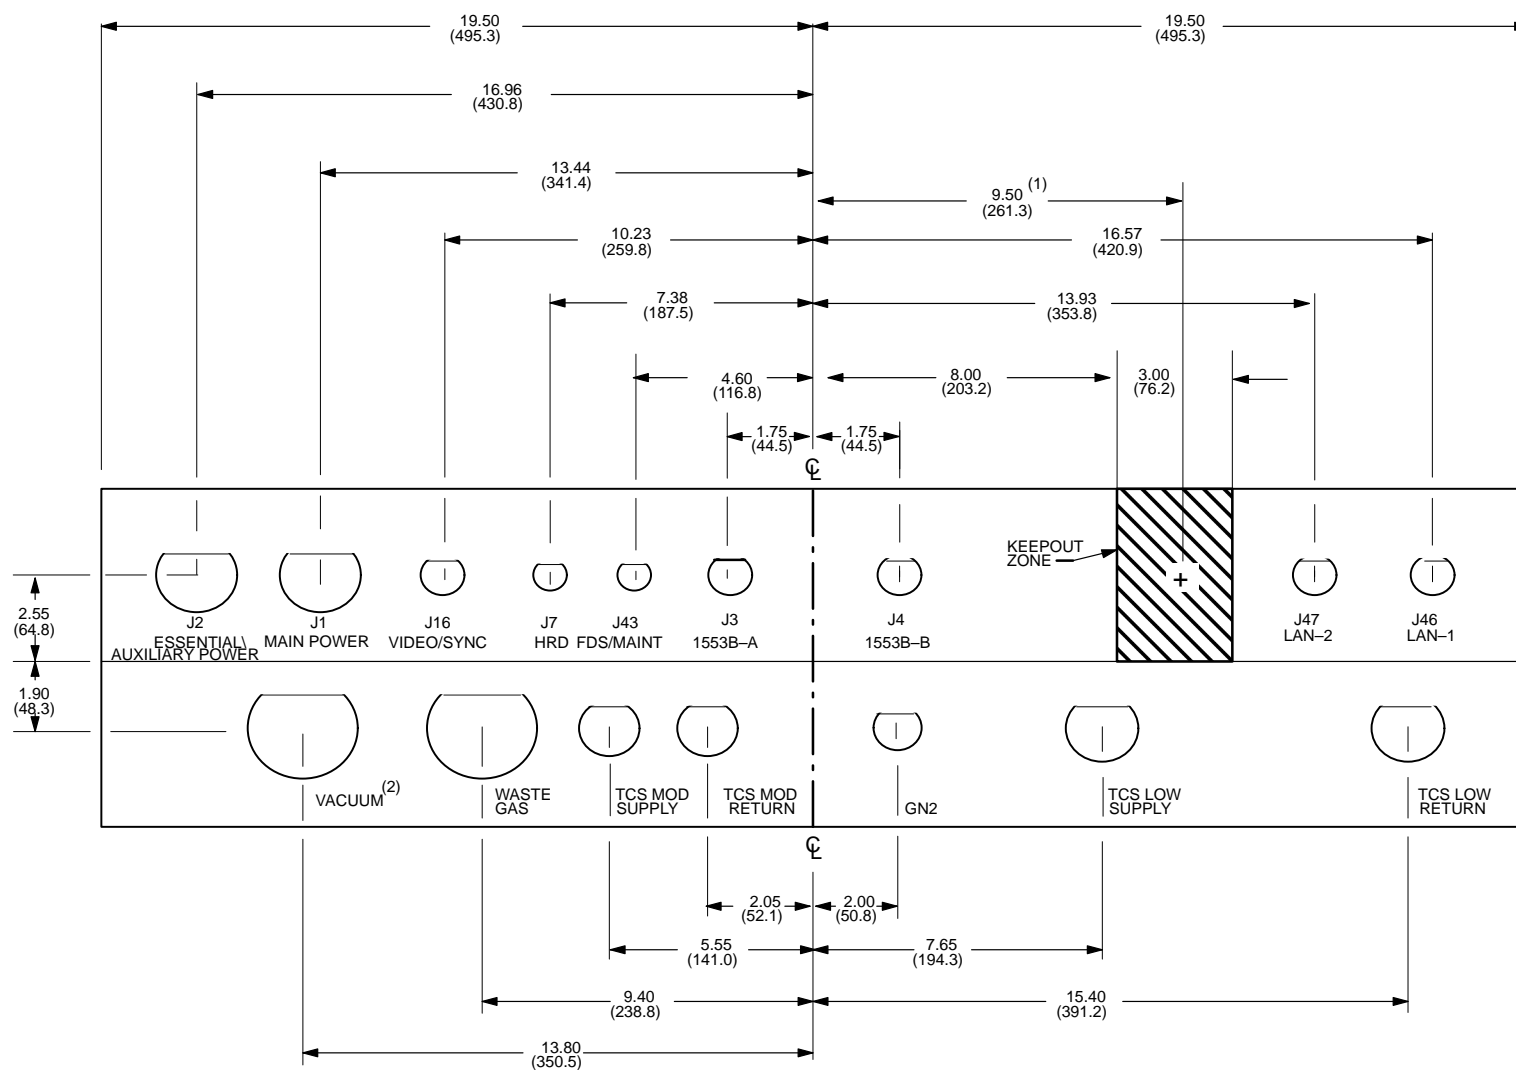 19.50
(495.3)
19.50
(495.3)
16.96
(430.8)
13.44
(341.4)
9.50 (1)
(261.3)
10.23
(259.8)
16.57
(420.9)
7.38
(187.5)
13.93
(353.8)
4.60
(116.8)
8.00
(203.2)
3.00
(76.2)
1.75
(44.5)
1.75
(44.5)
℄
KEEPOUT
ZONE
2.55
(64.8)
J2
ESSENTIAL\
AUXILIARY POWER
J1
MAIN POWER
J16
VIDEO/SYNC
J7
HRD
J43
FDS/MAINT
J3
1553B–A
J4
1553B–B
J47
LAN–2
J46
LAN–1
1.90
(48.3)
VACUUM (2)
WASTE
GAS
TCS MOD
SUPPLY
TCS MOD
RETURN
GN2
TCS LOW
SUPPLY
TCS LOW
RETURN
℄
2.05
(52.1)
2.00
(50.8)
5.55
(141.0)
7.65
(194.3)
9.40
(238.8)
15.40
(391.2)
13.80
(350.5)